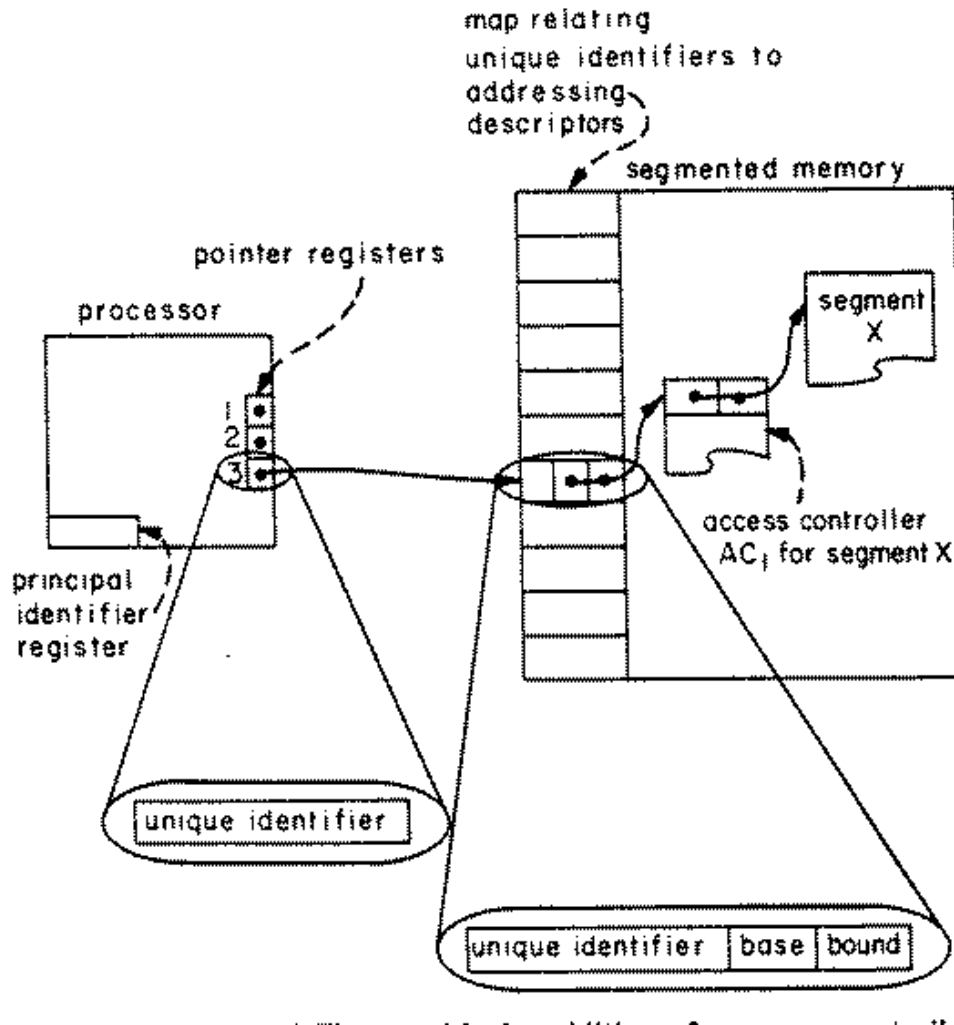 map relating
unique identifiers to
addressing
descriptors
segmented memory
pointer registers
processor
segment
X
1
2
3
access controller
AC₁ for segment X
principal
identifier
register
unique identifier
unique identifier base bound